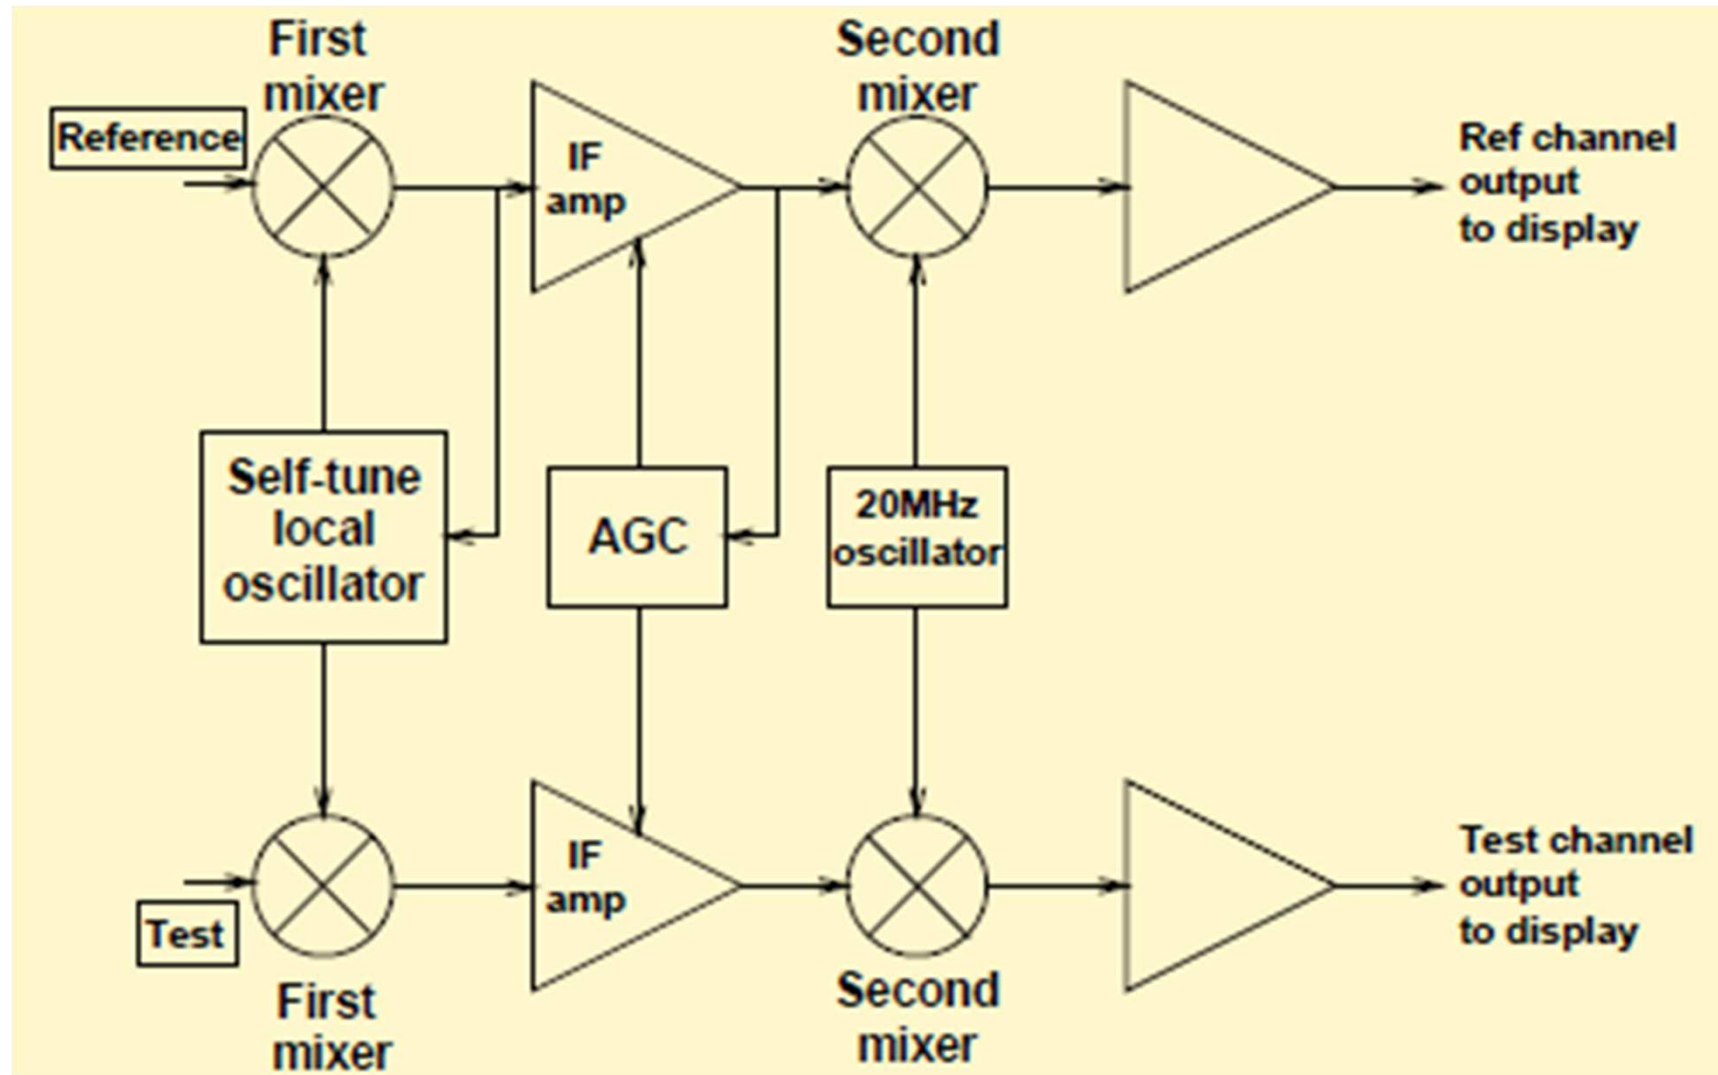 First
mixer
Second
mixer
Reference
IF
amp
Ref channel
output
to display
Self-tune
local
oscillator
AGC
20MHz
oscillator
IF
amp
Test channel
output
to display
Test
First
mixer
Second
mixer